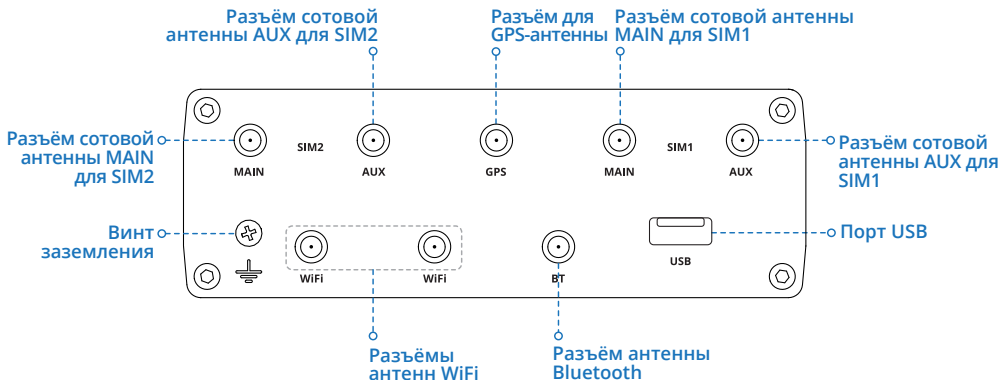 Разъём сотовой
антенны AUX для SIM2
Разъём для
GPS-антенны
Разъём сотовой антенны
MAIN для SIM1
Разъём сотовой
антенны MAIN
для SIM2
MAIN
SIM2
AUX
GPS
MAIN
SIM1
AUX
Разъём сотовой
антенны AUX для
SIM1
Винт
заземления
WiFi
WiFi
BT
USB
Порт USB
Разъёмы
антенн WiFi
Разъём антенны
Bluetooth